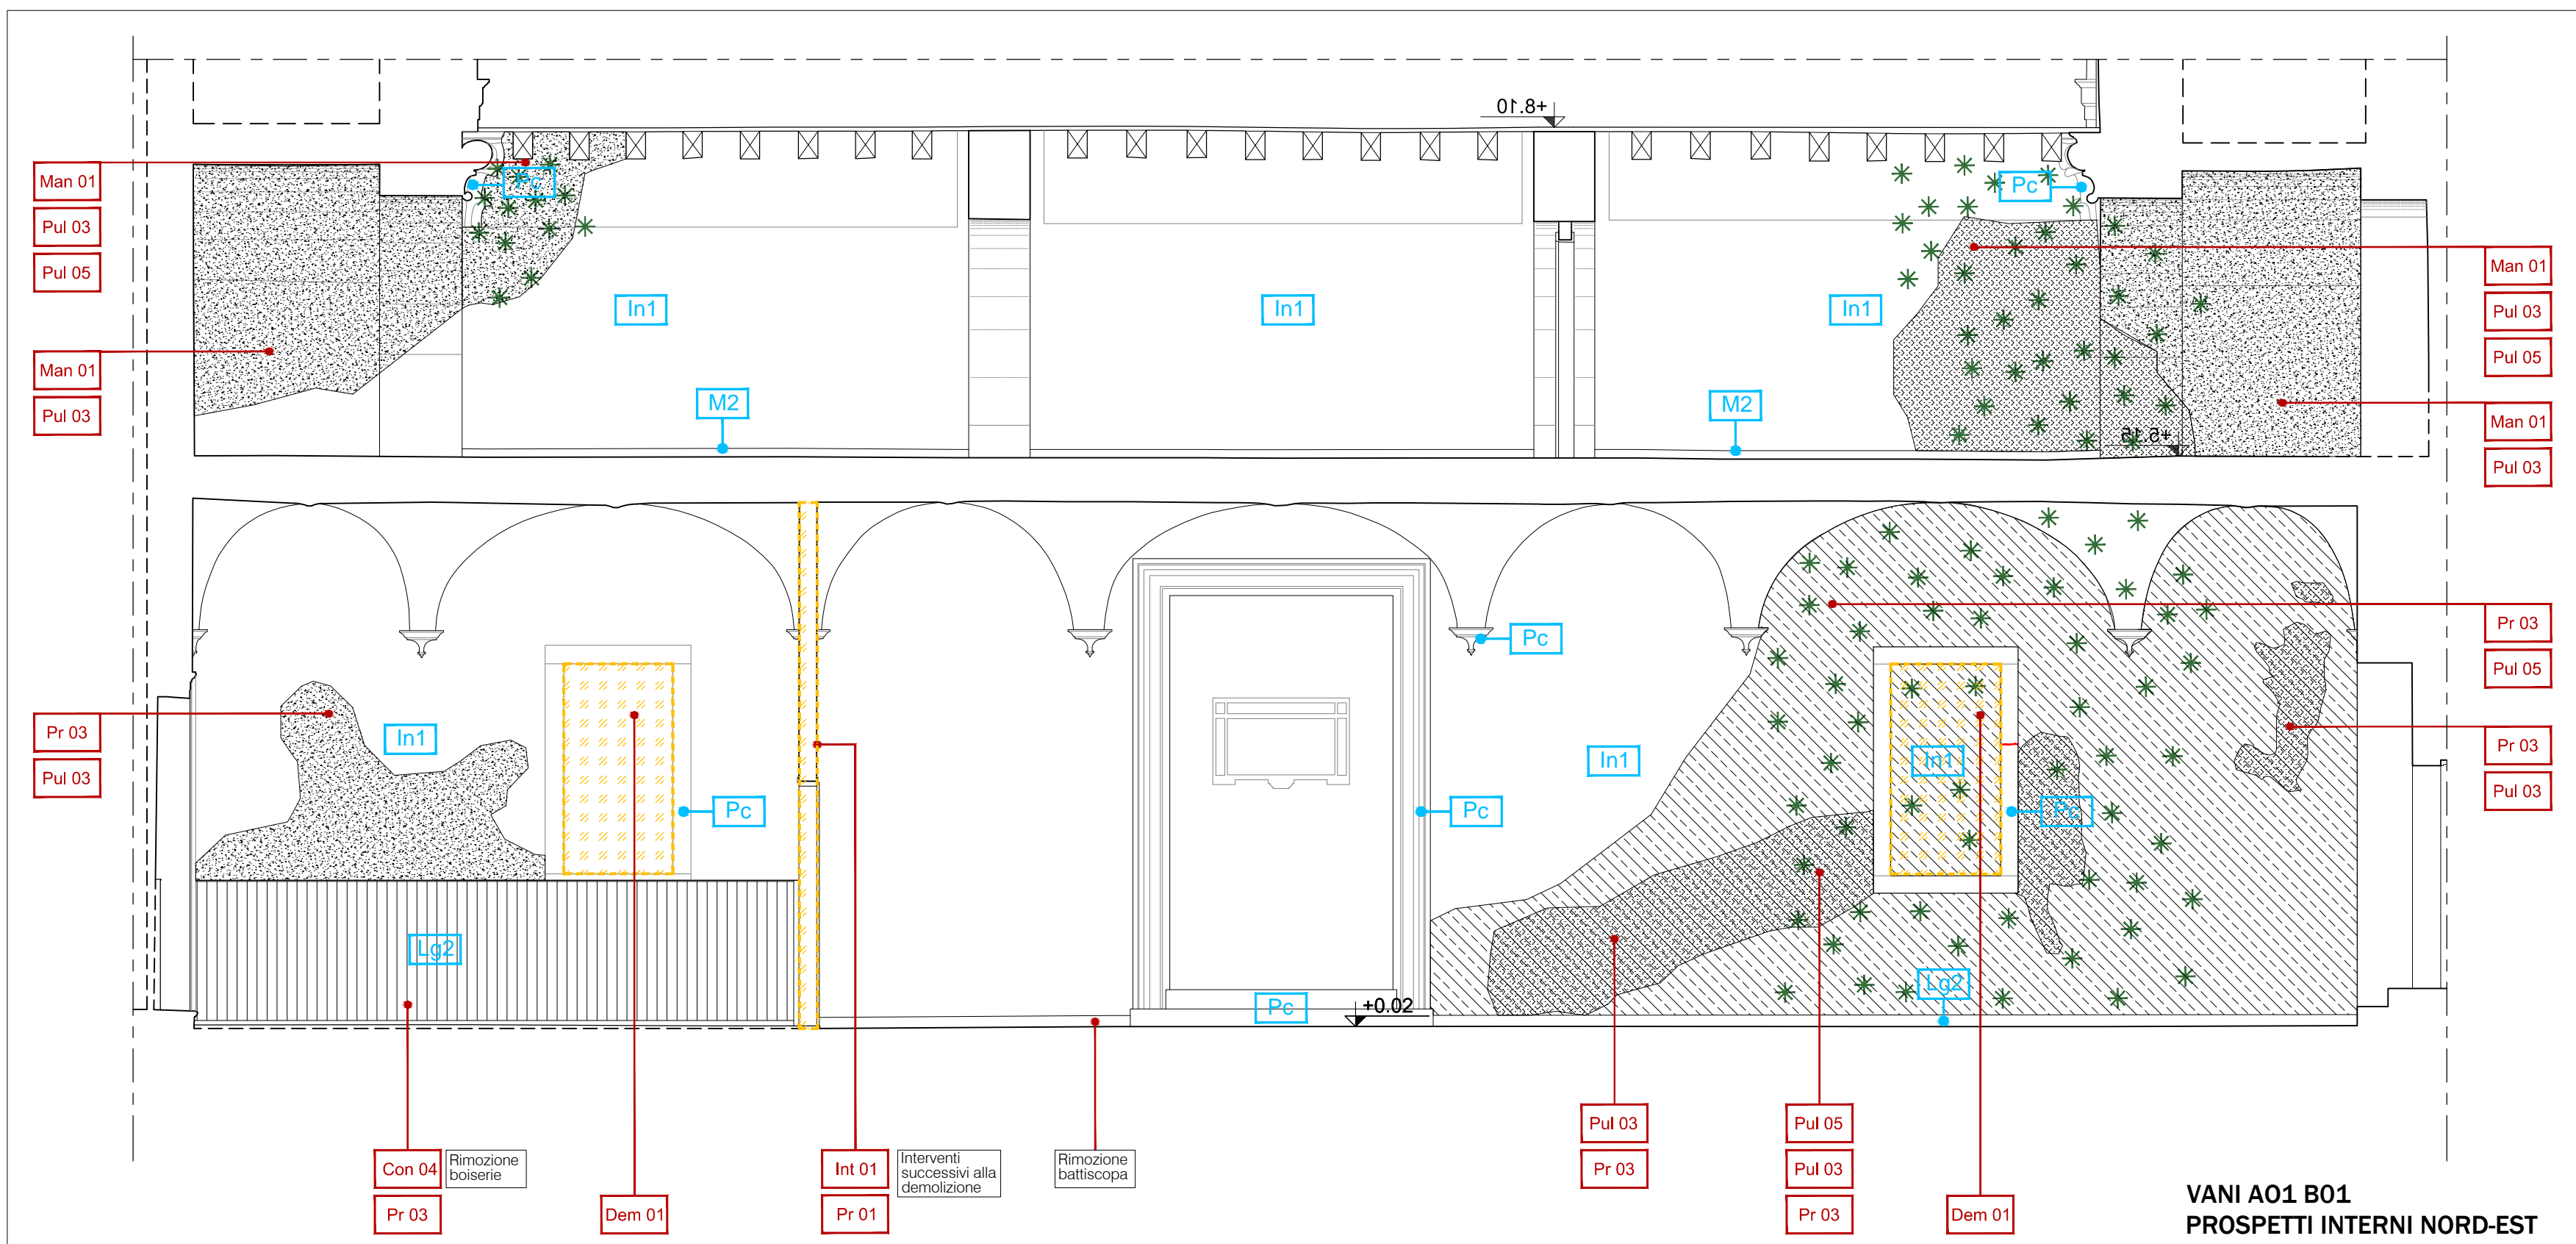 +8.10
Man 01
Pul 03
Pul 05
Pc
Pc
Man 01
Pul 03
Pul 05
In1
In1
In1
Man 01
Pul 03
M2
M2
Man 01
Pul 03
+5.15
Pr 03
Pul 05
Pc
Pr 03
Pul 03
In1
In1
In1
Pr 03
Pul 03
Pc
Pc
Pc
Lg2
Lg2
Pc
+0.02
Con 04
Rimozione
boiserie
Pr 03
Dem 01
Int 01
Interventi
successivi alla
demolizione
Pr 01
Rimozione
battiscopa
Pul 03
Pr 03
Pul 05
Pul 03
Pr 03
Dem 01
VANI A01 B01
PROSPETTI INTERNI NORD-EST